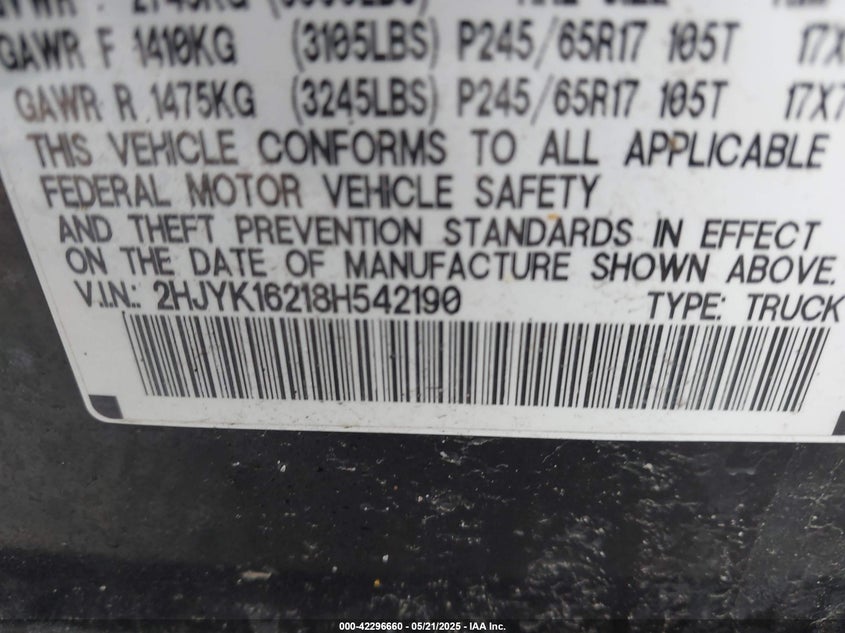 GAWR F 1410KG (3105LBS) P245/65R17 105T 17X
GAWR R 1475KG (3245LBS) P245/65R17 105T 17X7
THIS VEHICLE CONFORMS TO ALL APPLICABLE
FEDERAL MOTOR VEHICLE SAFETY
AND THEFT PREVENTION STANDARDS IN EFFECT
ON THE DATE OF MANUFACTURE SHOWN ABOVE.
V.I.N.: 2HJYK16218H542190 TYPE: TRUCK
000-42296660 / 05/21/2025 / IAA Inc.